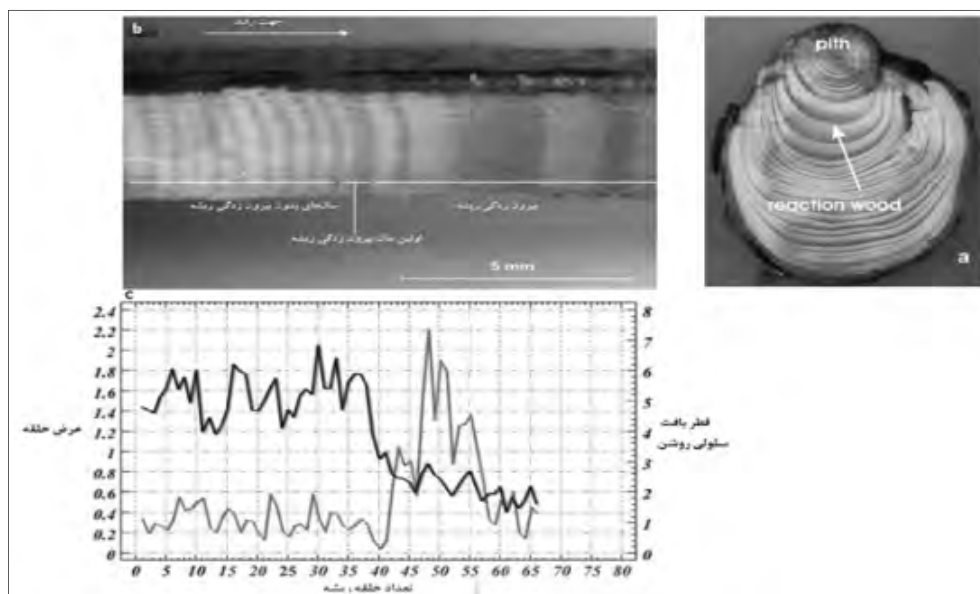 b
جهت رشد
سالهای بدون بیرون زدگی ریشه
بیرون زدگی ریشه
اولین سال بیرون زدگی ریشه
5 mm
pith
reaction wood
a
c
2.4
2.2
2
1.8
1.6
1.4
1.2
1
0.8
0.6
0.4
0.2
0
عرض حلقه
8
7
6
5
4
3
2
1
0
قطر بافت
سلولی روشن
0 5 10 15 20 25 30 35 40 45 50 55 60 65 70 75 80
تعداد حلقه ریشه